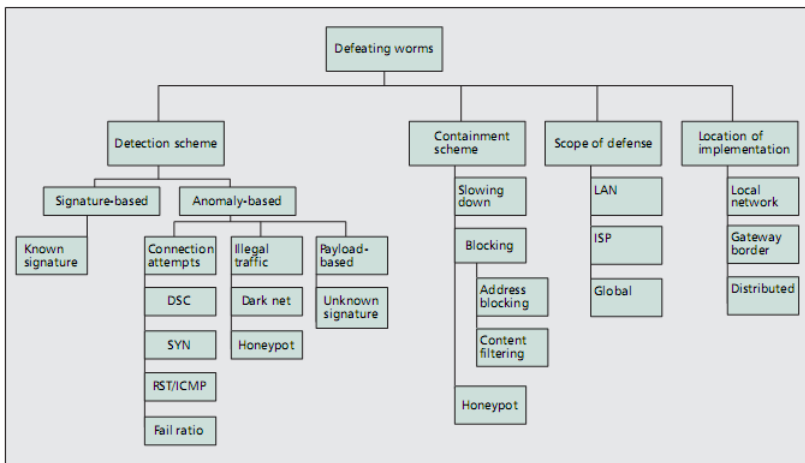 Defeating worms
Detection scheme
Containment
scheme
Scope of defense
Location of
implementation
Signature-based
Anomaly-based
Slowing
down
LAN
Local
network
Known
signature
Connection
attempts
Illegal
traffic
Payload-
based
Blocking
ISP
Gateway
border
DSC
Dark net
Unknown
signature
Address
blocking
Global
Distributed
SYN
Honeypot
Content
filtering
RST/ICMP
Honeypot
Fail ratio